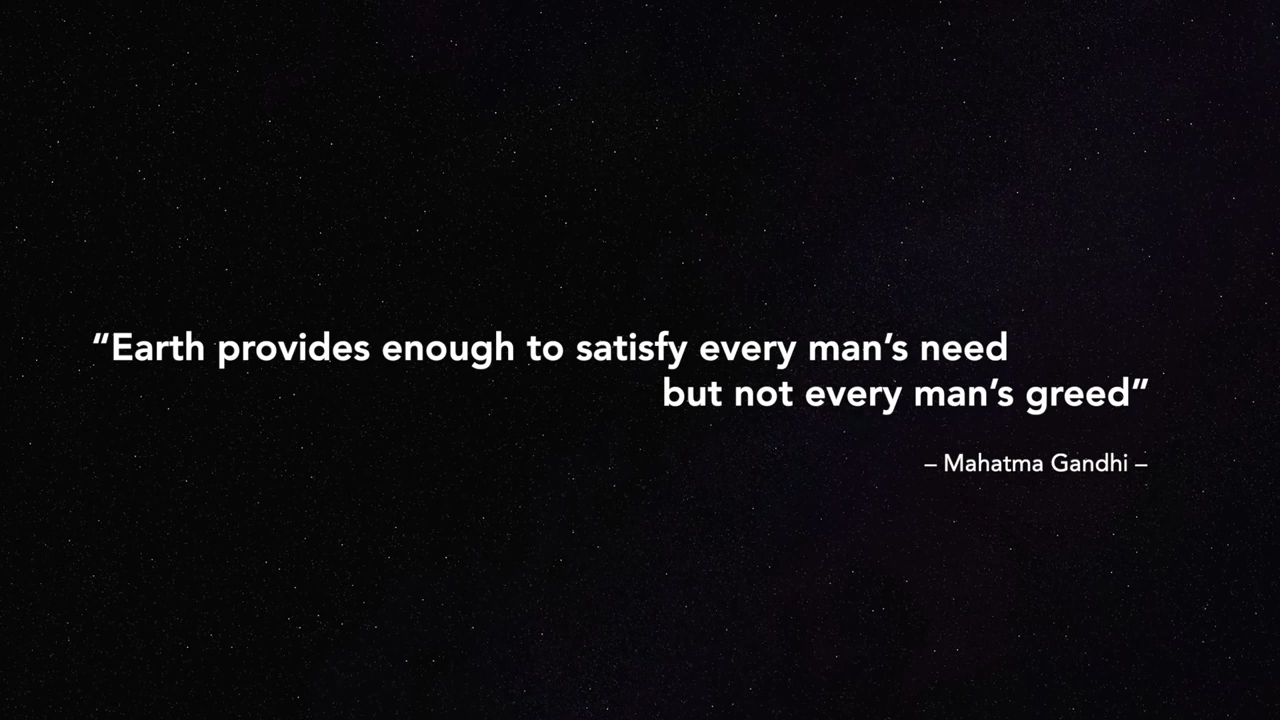 “Earth provides enough to satisfy every man’s need
but not every man’s greed”
– Mahatma Gandhi –